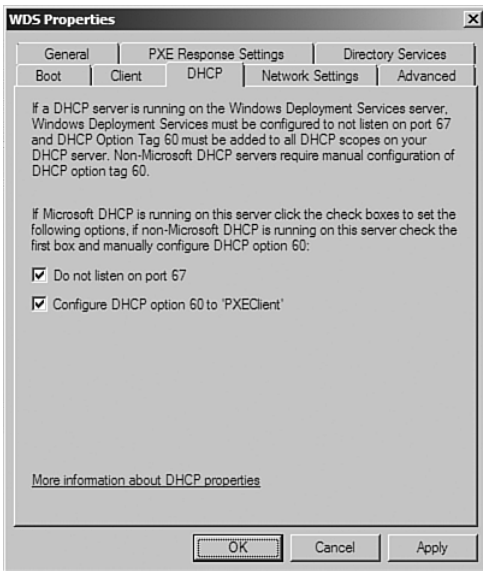 WDS Properties
General
PXE Response Settings
Directory Services
Boot
Client
DHCP
Network Settings
Advanced
If a DHCP server is running on the Windows Deployment Services server,
Windows Deployment Services must be configured to not listen on port 67
and DHCP Option Tag 60 must be added to all DHCP scopes on your
DHCP server. Non-Microsoft DHCP servers require manual configuration of
DHCP option tag 60.
If Microsoft DHCP is running on this server click the check boxes to set the
following options, if non-Microsoft DHCP is running on this server check the
first box and manually configure DHCP option 60:
Do not listen on port 67
Configure DHCP option 60 to 'PXEClient'
More information about DHCP properties
OK
Cancel
Apply